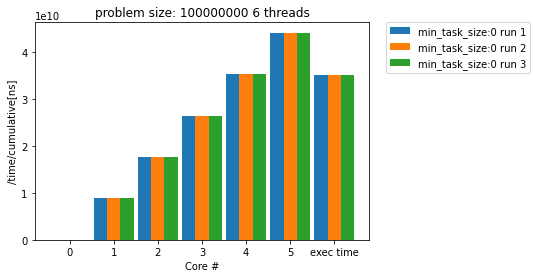 problem size: 100000000 6 threads
1e10
4
3
2
1
0
/time/cumulative[ns]
0 1 2 3 4 5 exec time
Core #
min_task_size:0 run 1
min_task_size:0 run 2
min_task_size:0 run 3